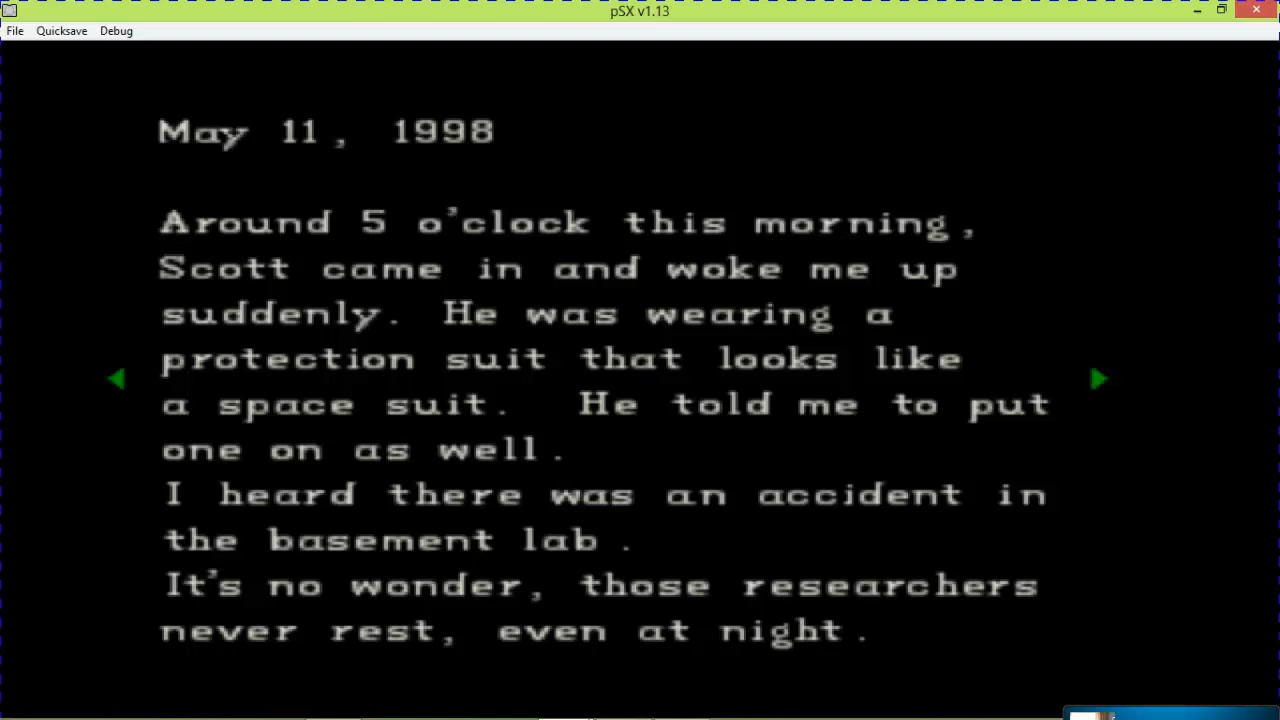 pSX v1.13
File Quicksave Debug
May 11, 1998
Around 5 o'clock this morning,
Scott came in and woke me up
suddenly. He was wearing a
protection suit that looks like
a space suit. He told me to put
one on as well.
I heard there was an accident in
the basement lab .
It's no wonder, those researchers
never rest, even at night.